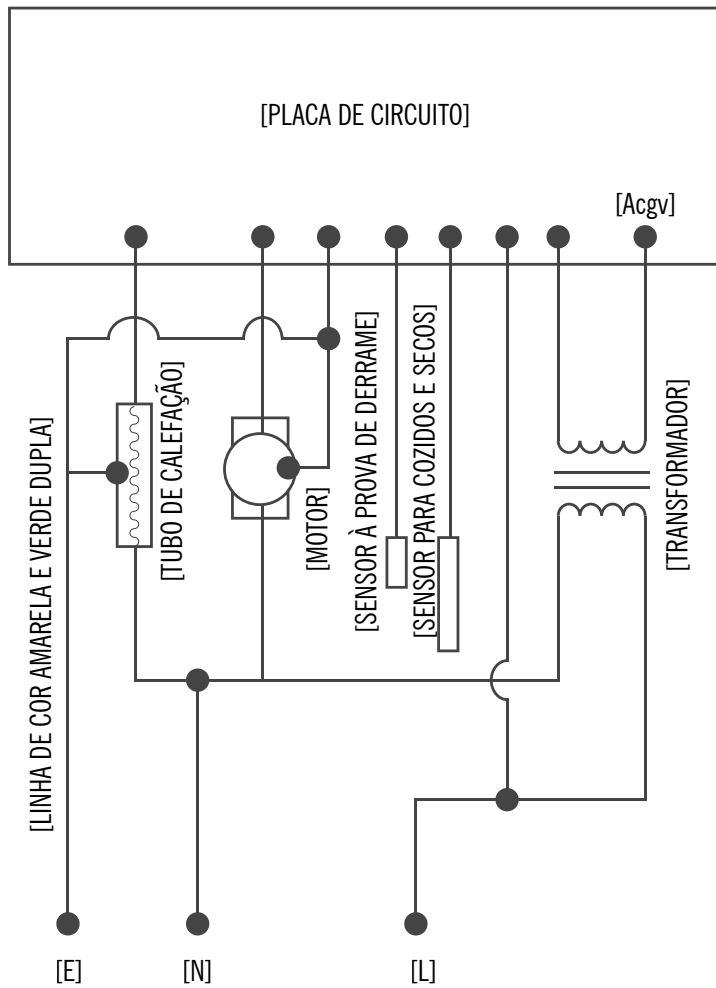 [PLACA DE CIRCUITO]
[Acgv]
[LINHA DE COR AMARELA E VERDE DUPLA]
[TUBO DE CALEFAÇÃO]
[MOTOR]
[SENSOR À PROVA DE DERRAME]
[SENSOR PARA COZIDOS E SECOS]
[TRANSFORMADOR]
[E]
[N]
[L]